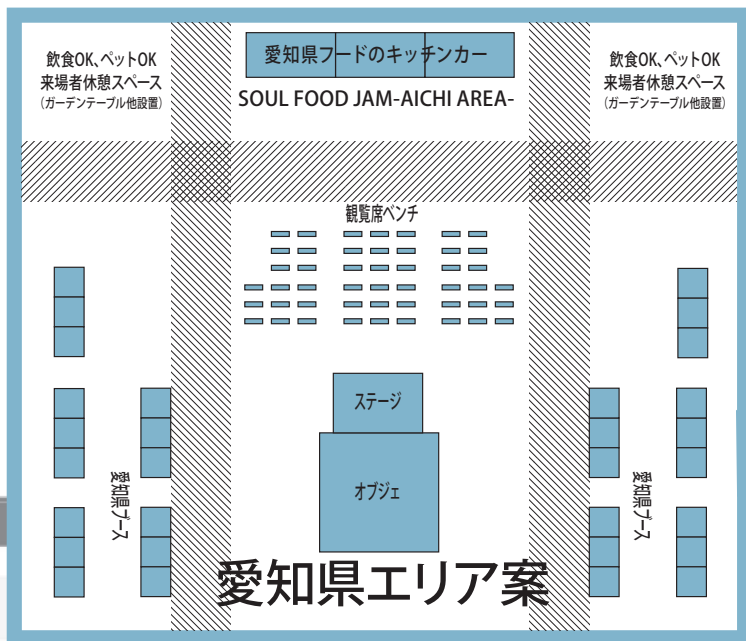 飲食OK、ペットOK
来場者休憩スペース
(ガーデンテーブル他設置)
愛知県フードのキッチンカー
SOUL FOOD JAM-AICHI AREA-
飲食OK、ペットOK
来場者休憩スペース
(ガーデンテーブル他設置)
観覧席ベンチ
ステージ
オブジェ
愛知県ブース
愛知県ブース
愛知県エリア案